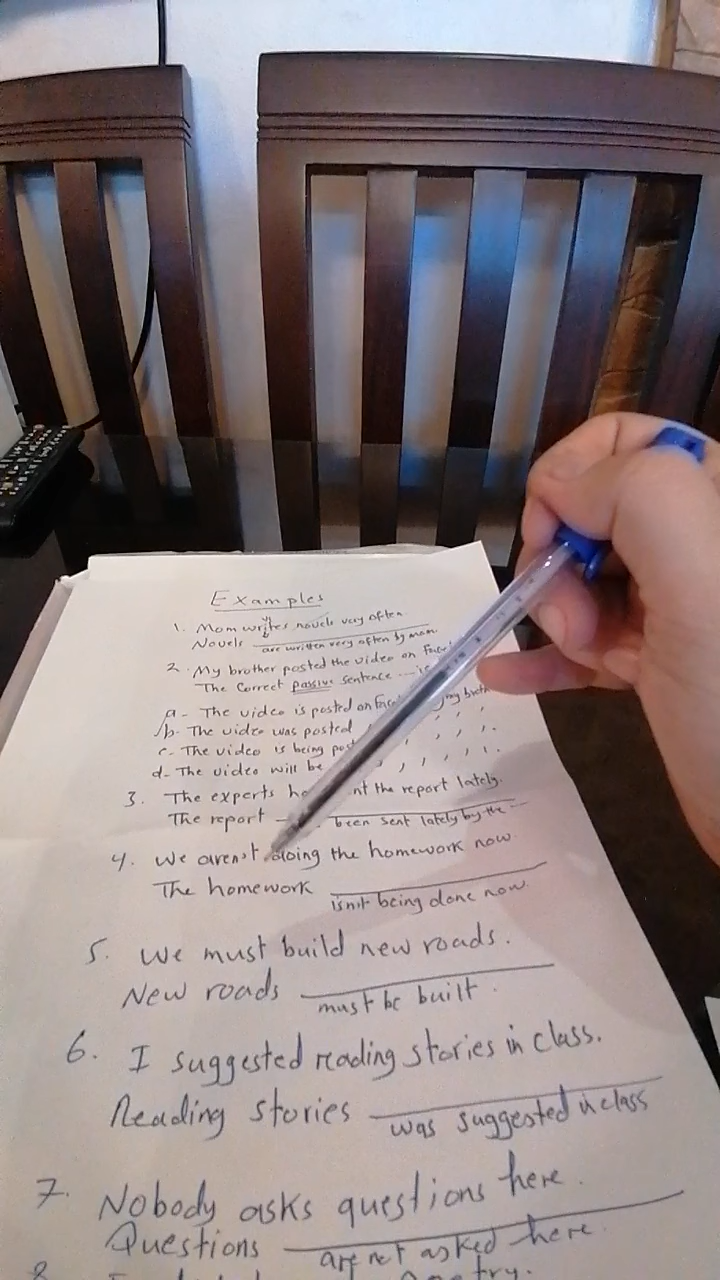 Examples
1. Mom writes novels very often
Novels are written very often by mom
2. My brother posted the video on
The Correct passive sentence
a- The video is posted on
b- The video was posted
c- The video is being
d- The video will be
3. The experts the report lately.
The report been sent lately by the --
4. We aren't doing the homework now.
The homework isn't being done now.
5. We must build new roads.
New roads must be built.
6. I suggested reading stories in class.
Reading stories was suggested in class
7. Nobody asks questions here.
Questions are not asked here.
8.